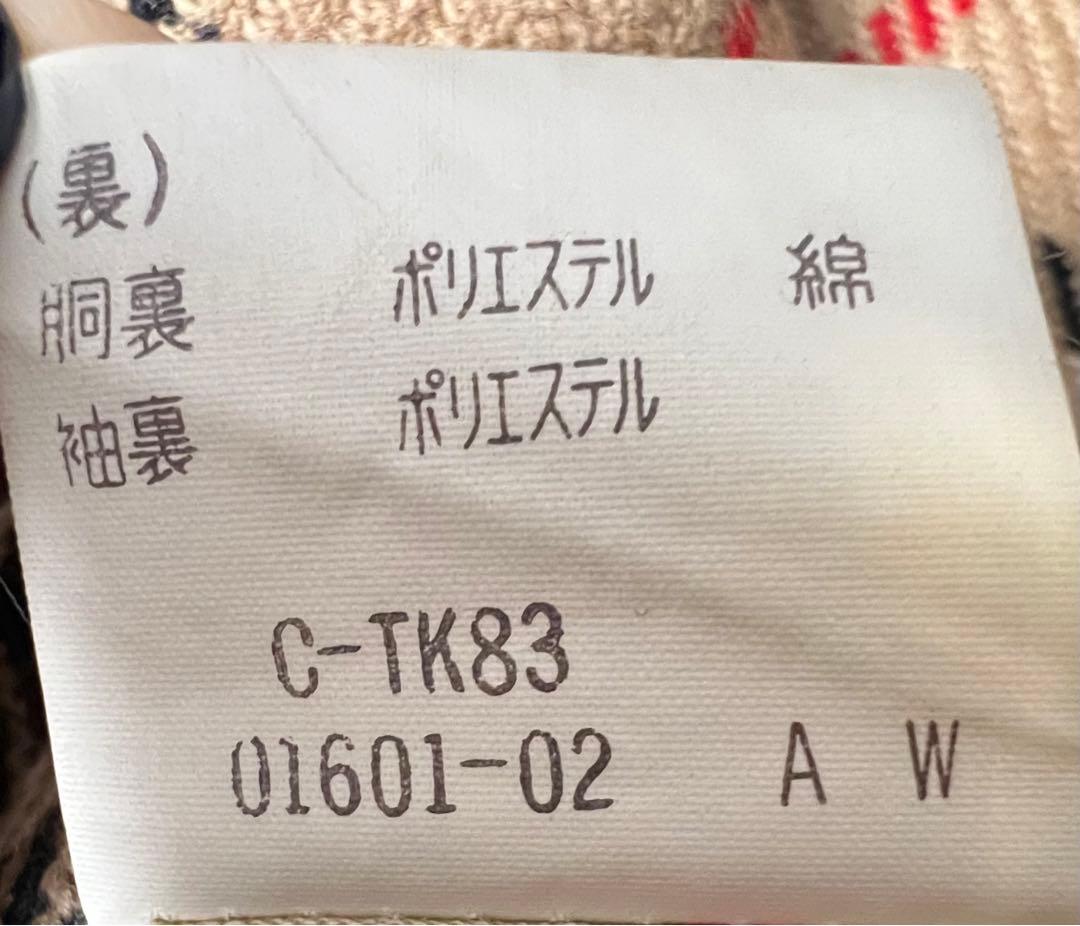 (裏)
胴裏 ポリエステル 綿
袖裏 ポリエステル
C-TK83
01601-02 A W